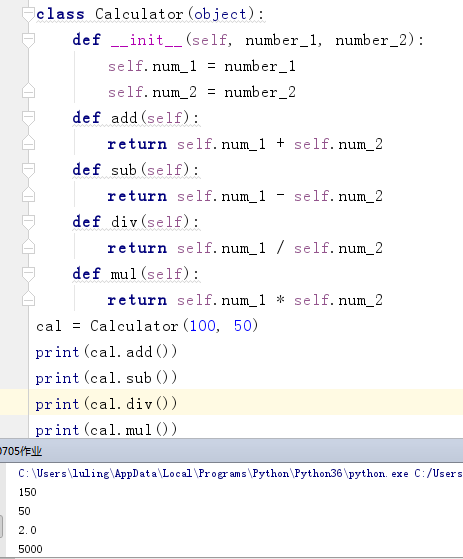 class Calculator(object):
    def __init__(self, number_1, number_2):
        self.num_1 = number_1
        self.num_2 = number_2
    def add(self):
        return self.num_1 + self.num_2
    def sub(self):
        return self.num_1 - self.num_2
    def div(self):
        return self.num_1 / self.num_2
    def mul(self):
        return self.num_1 * self.num_2
cal = Calculator(100, 50)
print(cal.add())
print(cal.sub())
print(cal.div())
print(cal.mul())
0705作业
C:\Users\luling\AppData\Local\Programs\Python\Python36\python.exe C:/Users
150
50
2.0
5000